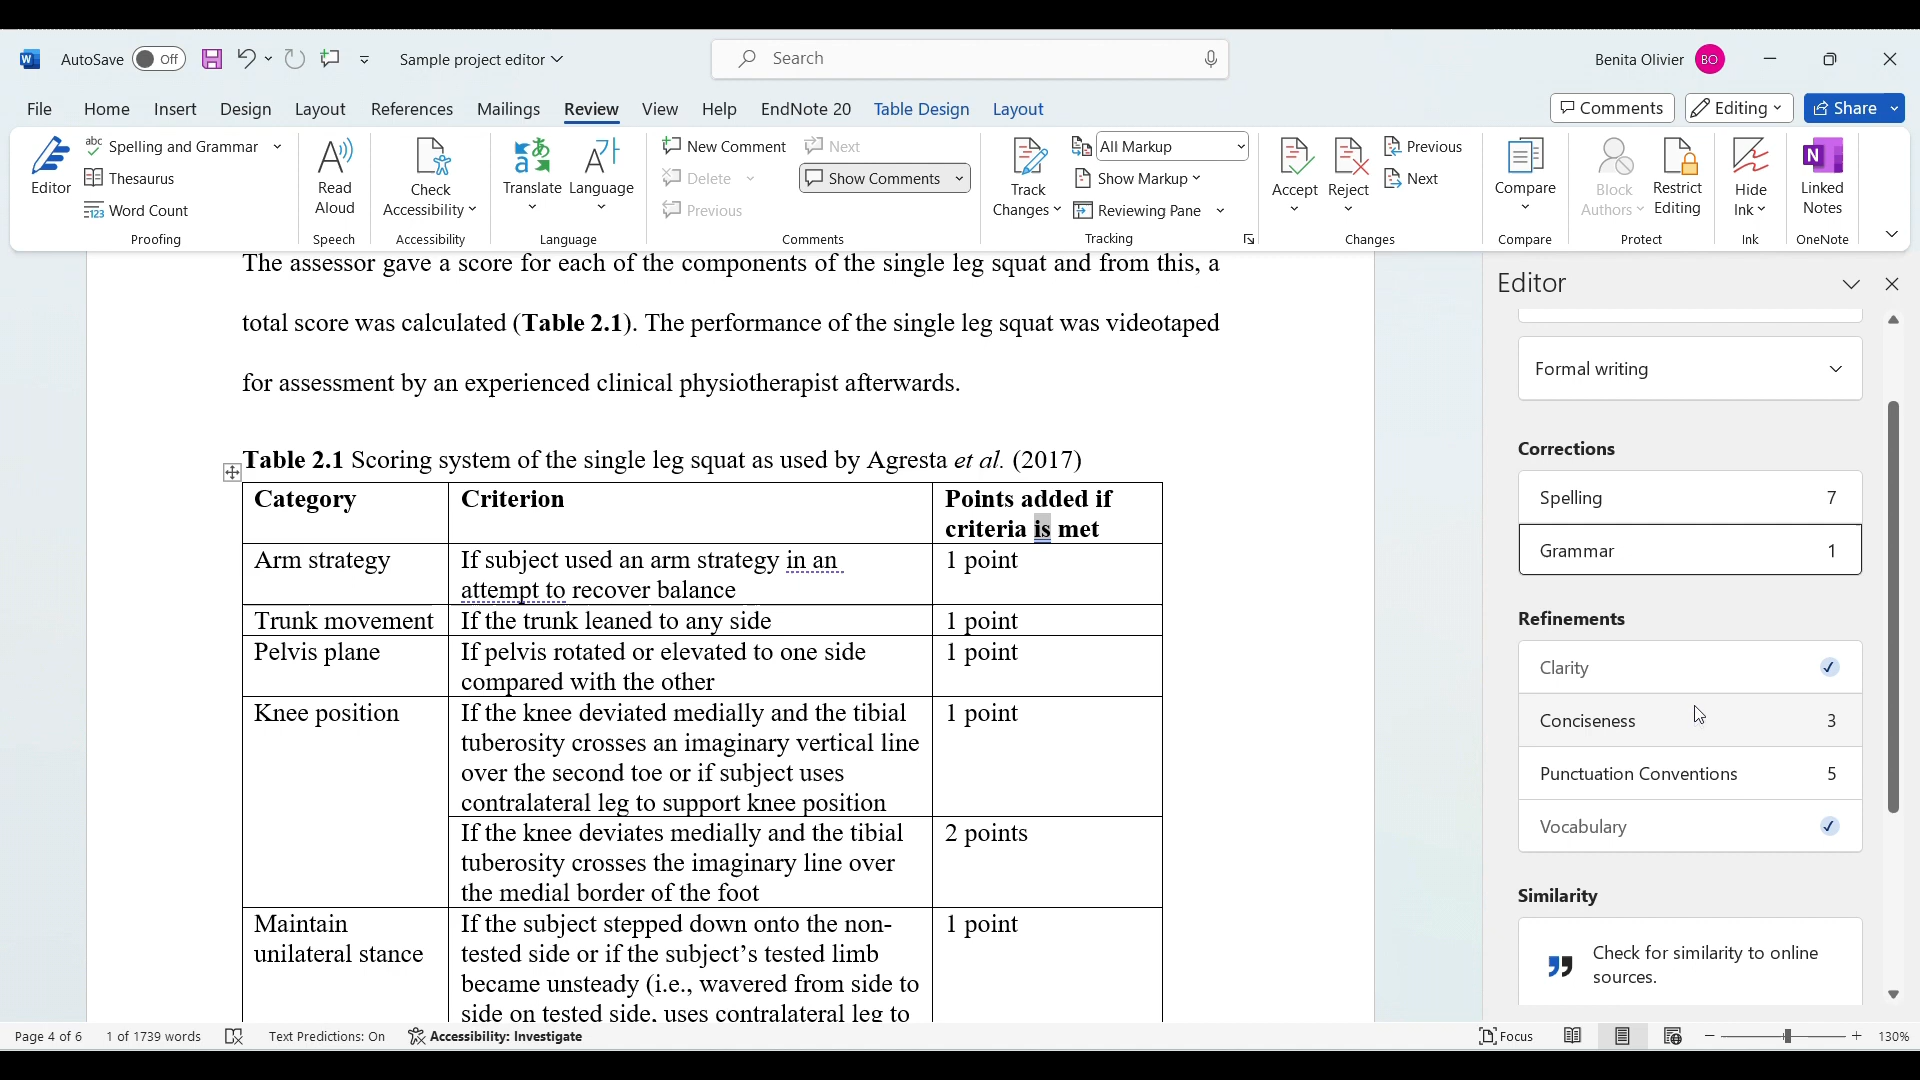 AutoSave Off
Sample project editor
Search
Benita Olivier BO
File Home Insert Design Layout References Mailings Review View Help EndNote 20 Table Design Layout
Comments Editing Share
Editor
Spelling and Grammar
Thesaurus
Word Count
Proofing
Read
Aloud
Speech
Check
Accessibility
Accessibility
Translate
Language
Language
New Comment
Delete
Previous
Next
Show Comments
Comments
Track
Changes
All Markup
Show Markup
Reviewing Pane
Tracking
Accept
Reject
Previous
Next
Changes
Compare
Compare
Block
Authors
Restrict
Editing
Protect
Hide
Ink
Ink
Linked
Notes
OneNote
The assessor gave a score for each of the components of the single leg squat and from this, a
total score was calculated (Table 2.1). The performance of the single leg squat was videotaped
for assessment by an experienced clinical physiotherapist afterwards.
Table 2.1 Scoring system of the single leg squat as used by Agresta et al. (2017)
Category
Criterion
Points added if
criteria is met
Arm strategy
If subject used an arm strategy in an
attempt to recover balance
1 point
Trunk movement
If the trunk leaned to any side
1 point
Pelvis plane
If pelvis rotated or elevated to one side
compared with the other
1 point
Knee position
If the knee deviated medially and the tibial
tuberosity crosses an imaginary vertical line
over the second toe or if subject uses
contralateral leg to support knee position
1 point
If the knee deviates medially and the tibial
tuberosity crosses the imaginary line over
the medial border of the foot
2 points
Maintain
unilateral stance
If the subject stepped down onto the non-
tested side or if the subject's tested limb
became unsteady (i.e., wavered from side to
side on tested side, uses contralateral leg to
1 point
Editor
Formal writing
Corrections
Spelling 7
Grammar 1
Refinements
Clarity
Conciseness 3
Punctuation Conventions 5
Vocabulary
Similarity
Check for similarity to online
sources.
Page 4 of 6 1 of 1739 words Text Predictions: On Accessibility: Investigate
Focus 130%